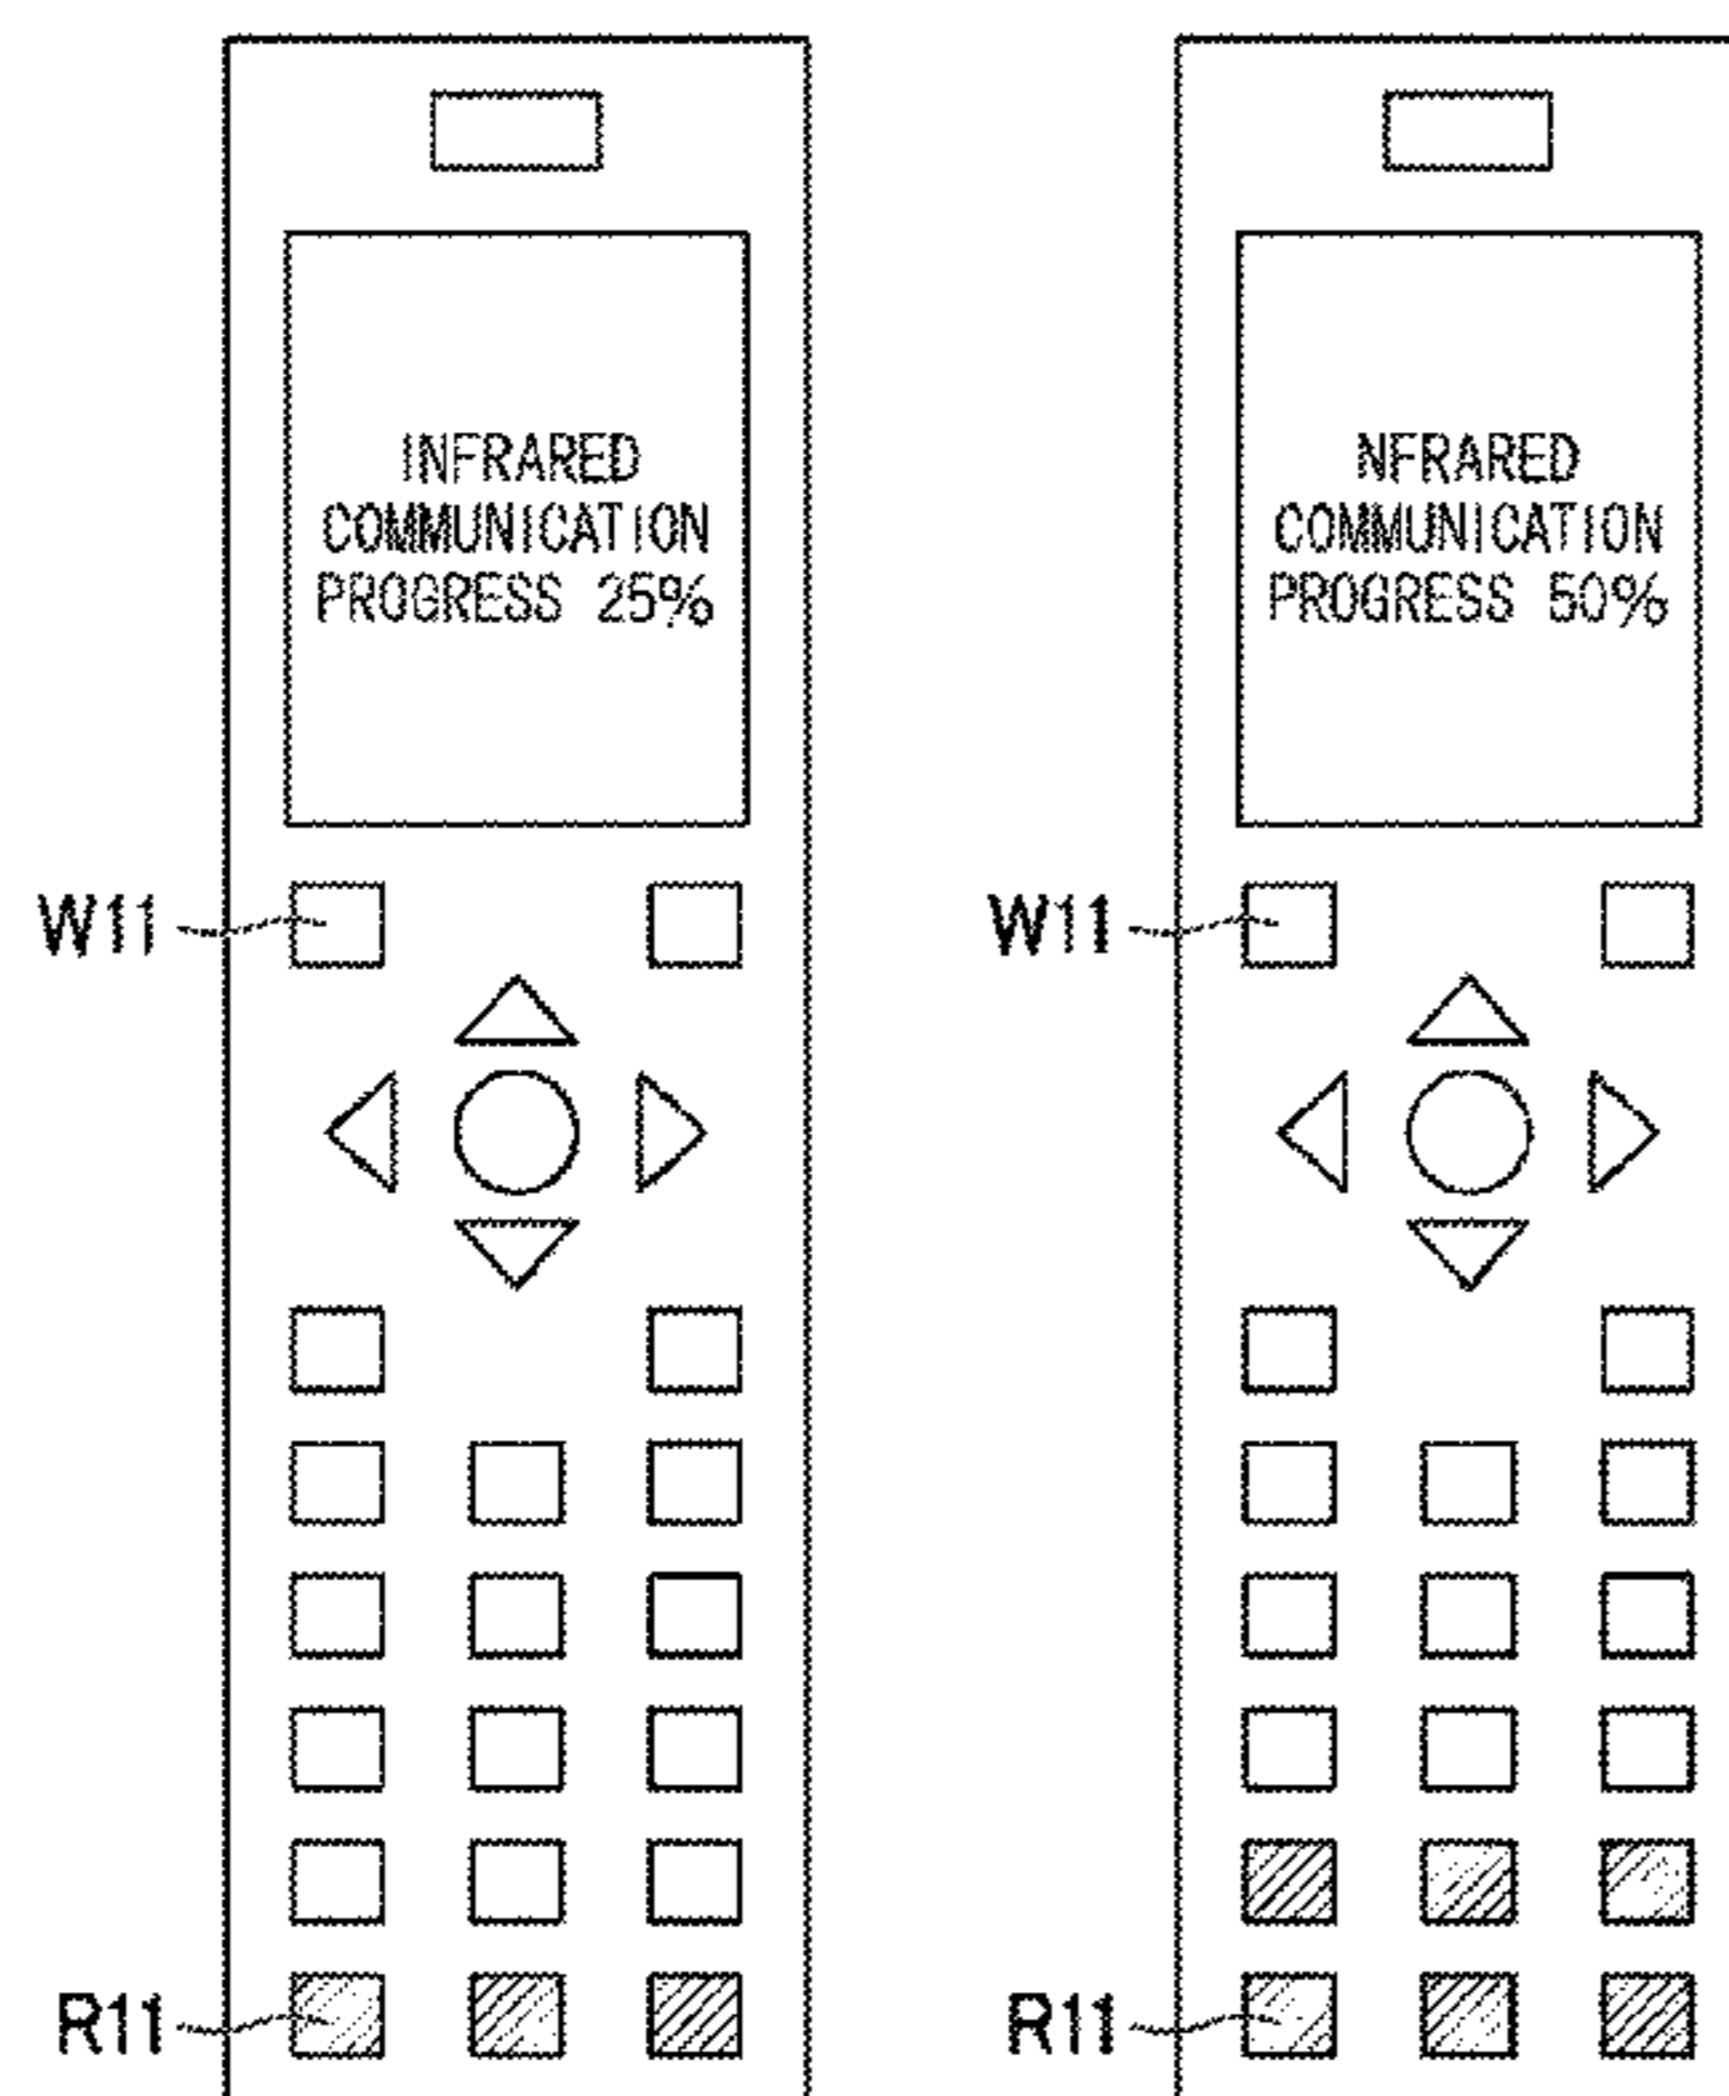 INFRARED
COMMUNICATION
PROGRESS 25%
W11
R11
NFRARED
COMMUNICATION
PROGRESS 50%
W11
R11